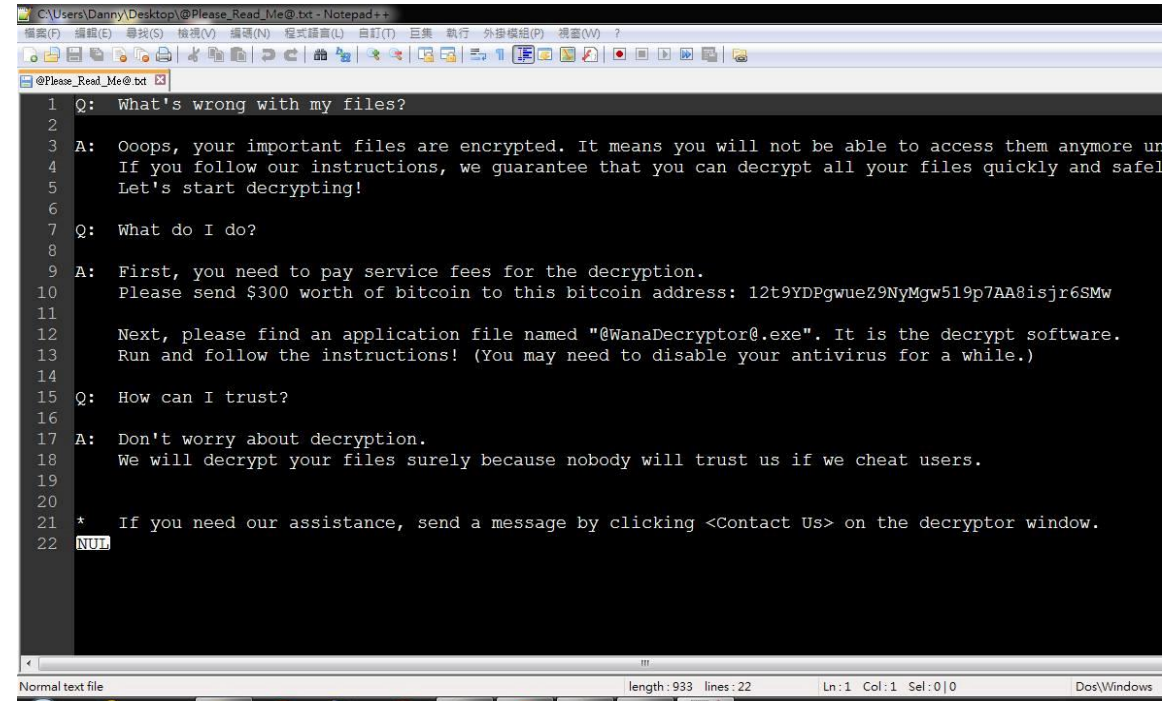 C:\Users\Danny\Desktop\@Please_Read_Me@.txt - Notepad++
檔案(F) 編輯(E) 尋找(S) 檢視(V) 編碼(N) 程式語言(L) 自訂(T) 巨集 執行 外掛模組(P) 視窗(W) ?
@Please_Read_Me@.txt
1 Q: What's wrong with my files?
2
3 A: Ooops, your important files are encrypted. It means you will not be able to access them anymore un
4 If you follow our instructions, we guarantee that you can decrypt all your files quickly and safel
5 Let's start decrypting!
6
7 Q: What do I do?
8
9 A: First, you need to pay service fees for the decryption.
10 Please send $300 worth of bitcoin to this bitcoin address: 12t9YDPgwueZ9NyMgw519p7AA8isjr6SMw
11
12 Next, please find an application file named "@WanaDecryptor@.exe". It is the decrypt software.
13 Run and follow the instructions! (You may need to disable your antivirus for a while.)
14
15 Q: How can I trust?
16
17 A: Don't worry about decryption.
18 We will decrypt your files surely because nobody will trust us if we cheat users.
19
20
21 * If you need our assistance, send a message by clicking <Contact Us> on the decryptor window.
22 NUL
Normal text file length : 933 lines : 22 Ln : 1 Col : 1 Sel : 0 | 0 Dos\Windows